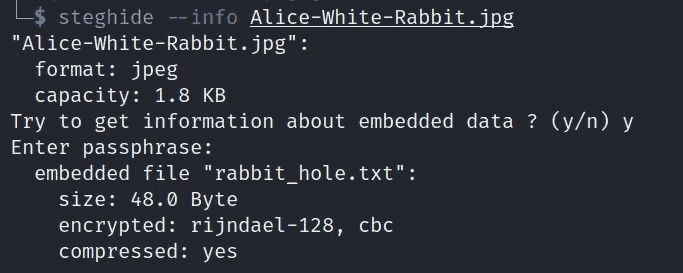 └─$ steghide --info Alice-White-Rabbit.jpg
"Alice-White-Rabbit.jpg":
format: jpeg
capacity: 1.8 KB
Try to get information about embedded data ? (y/n) y
Enter passphrase:
embedded file "rabbit_hole.txt":
size: 48.0 Byte
encrypted: rijndael-128, cbc
compressed: yes